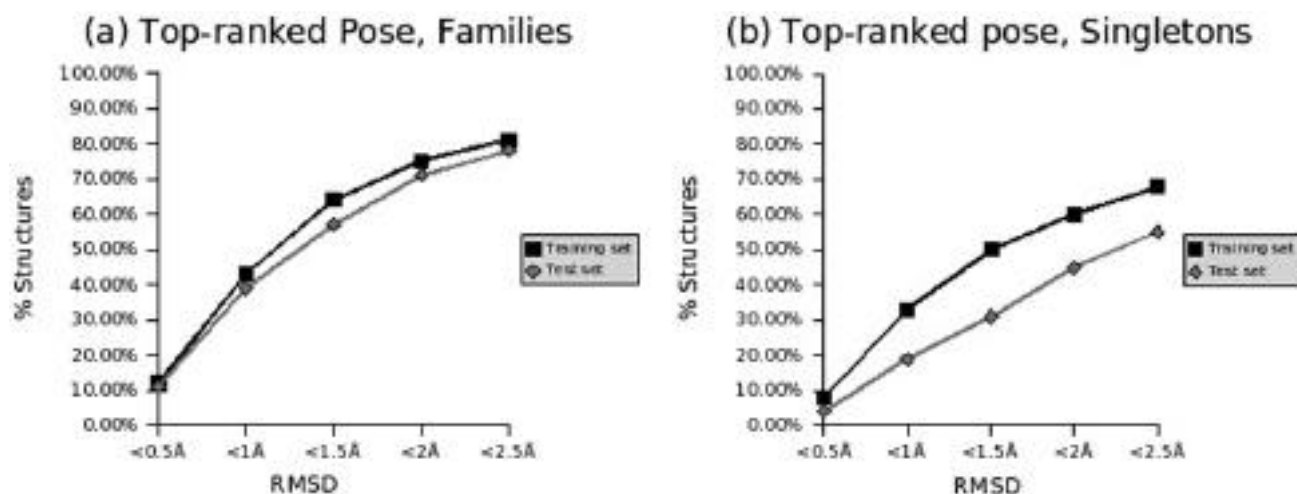 (a) Top-ranked Pose, Families
100.00%
90.00%
80.00%
70.00%
60.00%
50.00%
40.00%
30.00%
20.00%
10.00%
0.00%
% Structures
<0.5Å <1Å <1.5Å <2Å <2.5Å
RMSD
Training set
Test set
(b) Top-ranked pose, Singletons
100.00%
90.00%
80.00%
70.00%
60.00%
50.00%
40.00%
30.00%
20.00%
10.00%
0.00%
% Structures
<0.5Å <1Å <1.5Å <2Å <2.5Å
RMSD
Training set
Test set